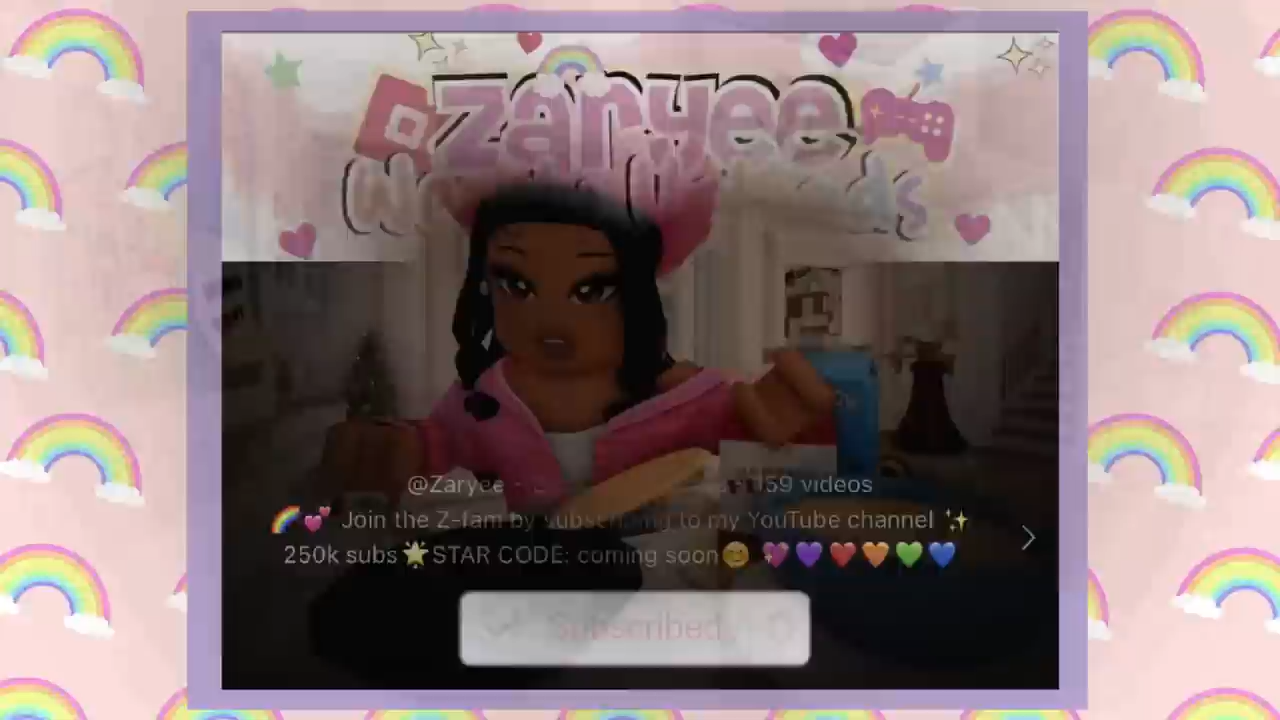 zaryee
@Zaryee 159 videos
🌈💕 Join the Z-fam by subscribing to my YouTube channel ✨
250k subs 🌟STAR CODE: coming soon😊 💖💜❤️🧡💚💙
Subscribed